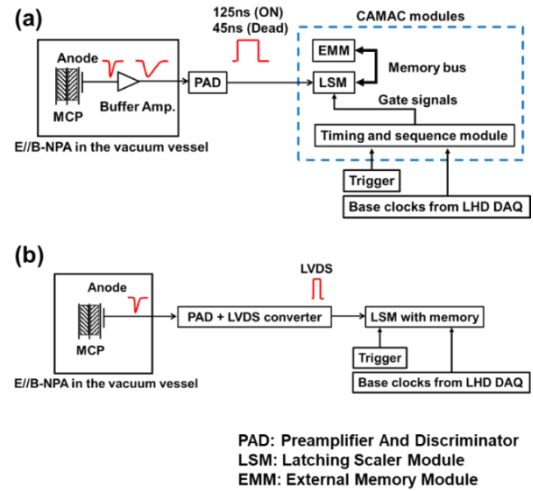 (a)
125ns (ON)
45ns (Dead)
CAMAC modules
Anode
MCP
Buffer Amp.
E//B-NPA in the vacuum vessel
PAD
EMM
LSM
Memory bus
Gate signals
Timing and sequence module
Trigger
Base clocks from LHD DAQ
(b)
LVDS
Anode
MCP
E//B-NPA in the vacuum vessel
PAD + LVDS converter
LSM with memory
Trigger
Base clocks from LHD DAQ
PAD: Preamplifier And Discriminator
LSM: Latching Scaler Module
EMM: External Memory Module